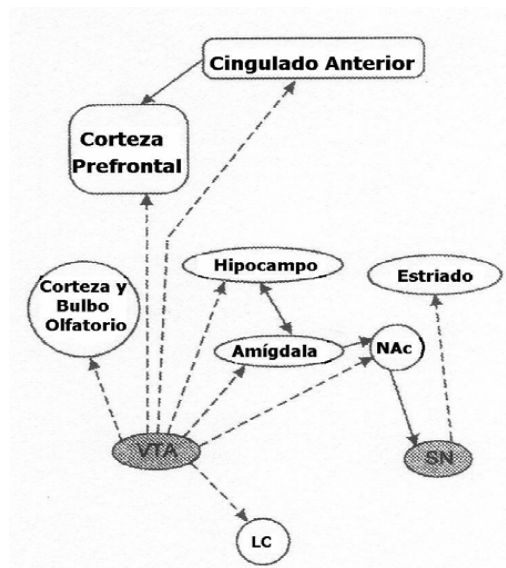 Cingulado Anterior
Corteza
Prefrontal
Hipocampo
Estriado
Corteza y
Bulbo
Olfatorio
Amígdala
NAc
VTA
SN
LC